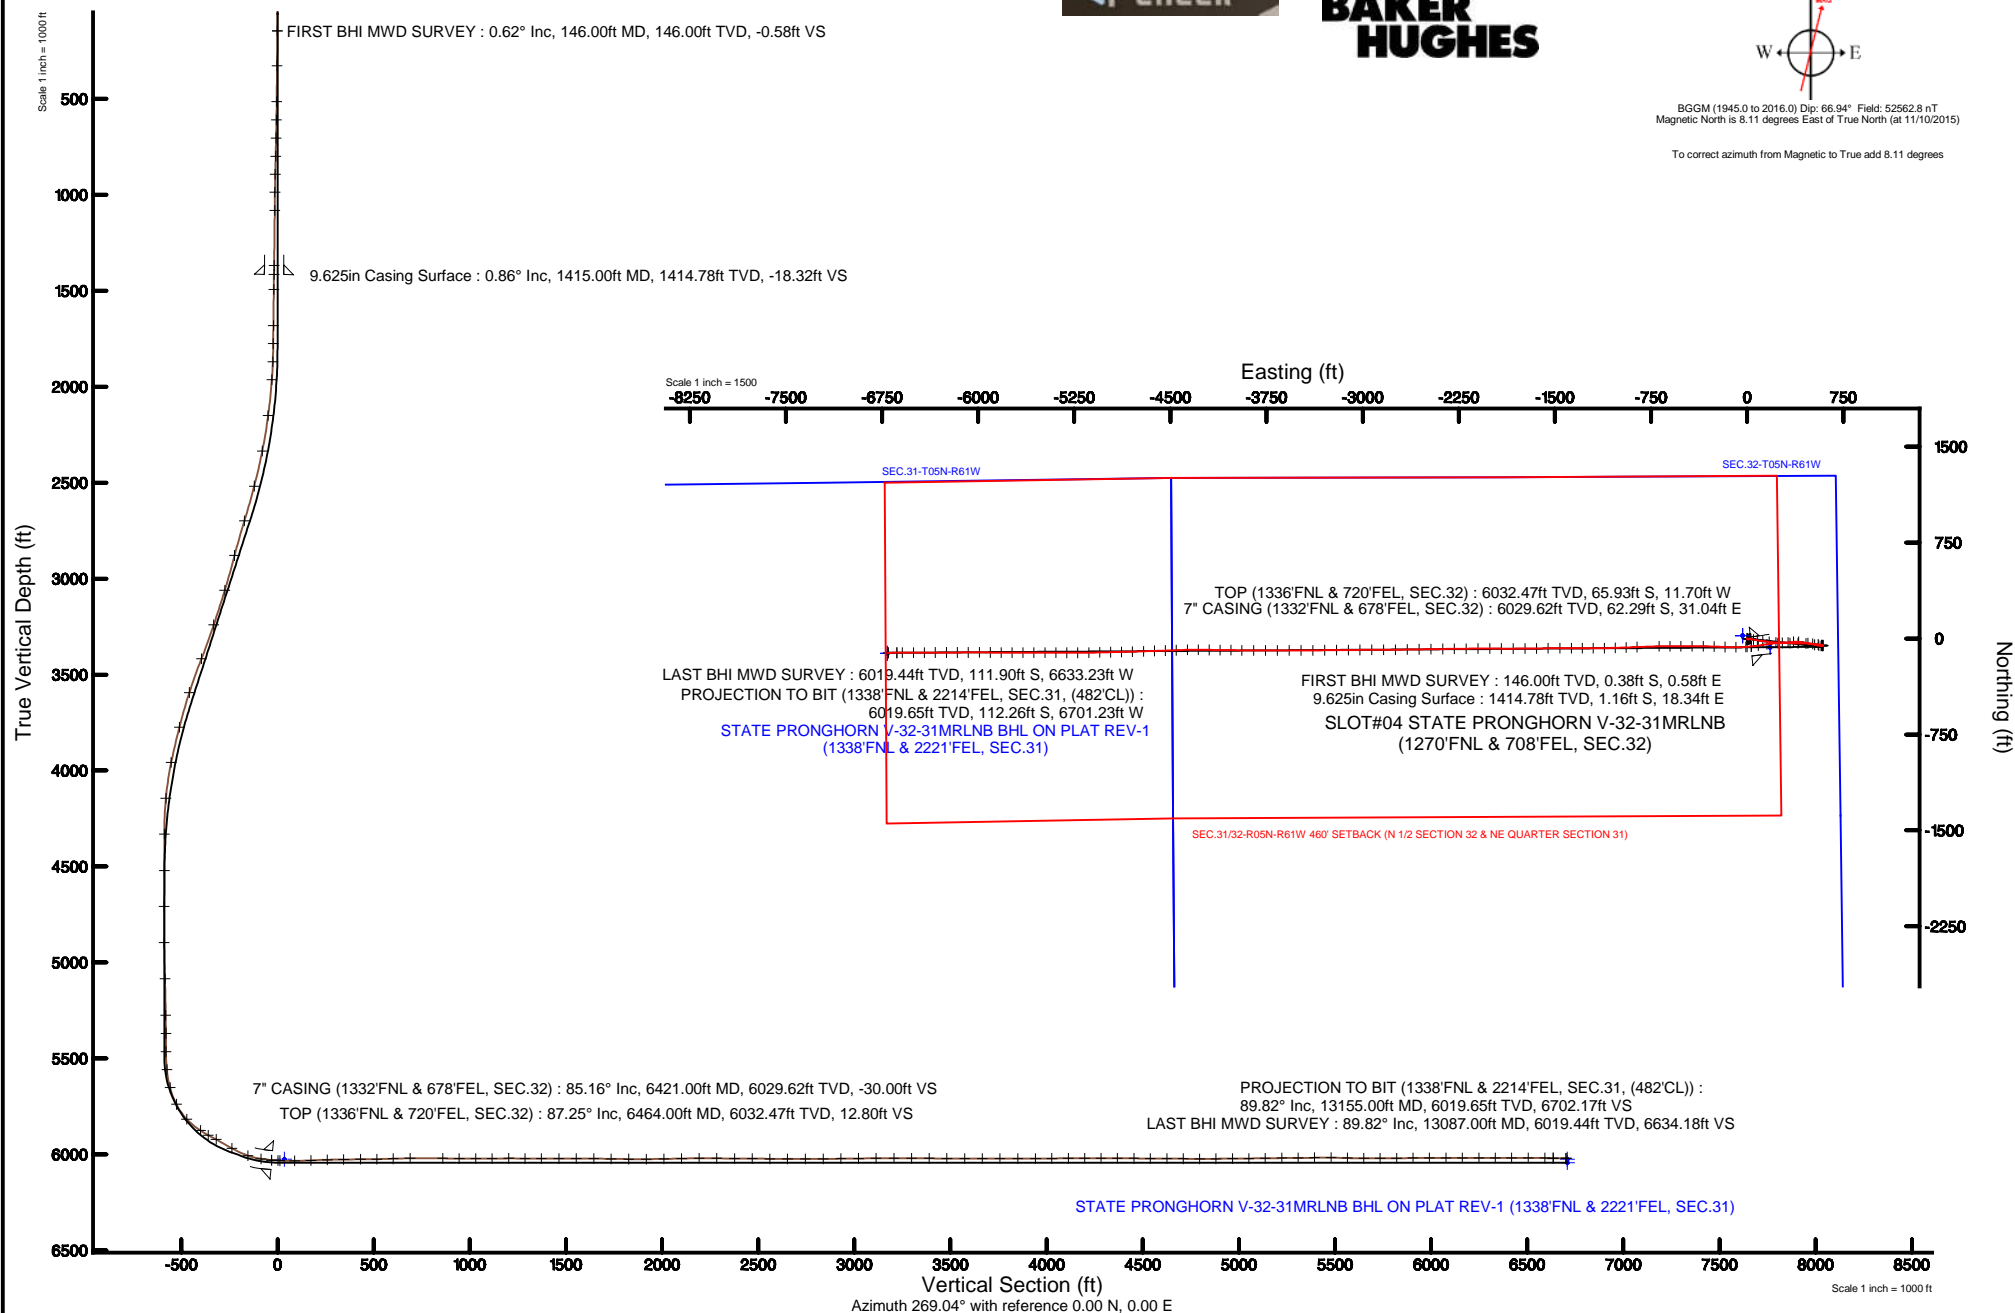 BAKER
HUGHES
W
E
BGGM (1945.0 to 2016.0) Dip: 66.94° Field: 52562.8 nT
Magnetic North is 8.11 degrees East of True North (at 11/10/2015)
To correct azimuth from Magnetic to True add 8.11 degrees
Scale 1 inch = 1000 ft
FIRST BHI MWD SURVEY : 0.62° Inc, 146.00ft MD, 146.00ft TVD, -0.58ft VS
9.625in Casing Surface : 0.86° Inc, 1415.00ft MD, 1414.78ft TVD, -18.32ft VS
True Vertical Depth (ft)
500
1000
1500
2000
2500
3000
3500
4000
4500
5000
5500
6000
6500
Easting (ft)
Scale 1 inch = 1500
-8250 -7500 -6750 -6000 -5250 -4500 -3750 -3000 -2250 -1500 -750 0 750
1500
750
0
-750
-1500
-2250
Northing (ft)
SEC.31-T05N-R61W
SEC.32-T05N-R61W
TOP (1336'FNL & 720'FEL, SEC.32) : 6032.47ft TVD, 65.93ft S, 11.70ft W
7" CASING (1332'FNL & 678'FEL, SEC.32) : 6029.62ft TVD, 62.29ft S, 31.04ft E
LAST BHI MWD SURVEY : 6019.44ft TVD, 111.90ft S, 6633.23ft W
PROJECTION TO BIT (1338'FNL & 2214'FEL, SEC.31, (482'CL)) :
6019.65ft TVD, 112.26ft S, 6701.23ft W
STATE PRONGHORN V-32-31MRLNB BHL ON PLAT REV-1
(1338'FNL & 2221'FEL, SEC.31)
FIRST BHI MWD SURVEY : 146.00ft TVD, 0.38ft S, 0.58ft E
9.625in Casing Surface : 1414.78ft TVD, 1.16ft S, 18.34ft E
SLOT#04 STATE PRONGHORN V-32-31MRLNB
(1270'FNL & 708'FEL, SEC.32)
SEC.31/32-R05N-R61W 460' SETBACK (N 1/2 SECTION 32 & NE QUARTER SECTION 31)
7" CASING (1332'FNL & 678'FEL, SEC.32) : 85.16° Inc, 6421.00ft MD, 6029.62ft TVD, -30.00ft VS
TOP (1336'FNL & 720'FEL, SEC.32) : 87.25° Inc, 6464.00ft MD, 6032.47ft TVD, 12.80ft VS
PROJECTION TO BIT (1338'FNL & 2214'FEL, SEC.31, (482'CL)) :
89.82° Inc, 13155.00ft MD, 6019.65ft TVD, 6702.17ft VS
LAST BHI MWD SURVEY : 89.82° Inc, 13087.00ft MD, 6019.44ft TVD, 6634.18ft VS
STATE PRONGHORN V-32-31MRLNB BHL ON PLAT REV-1 (1338'FNL & 2221'FEL, SEC.31)
-500 0 500 1000 1500 2000 2500 3000 3500 4000 4500 5000 5500 6000 6500 7000 7500 8000 8500
Vertical Section (ft)
Scale 1 inch = 1000 ft
Azimuth 269.04° with reference 0.00 N, 0.00 E